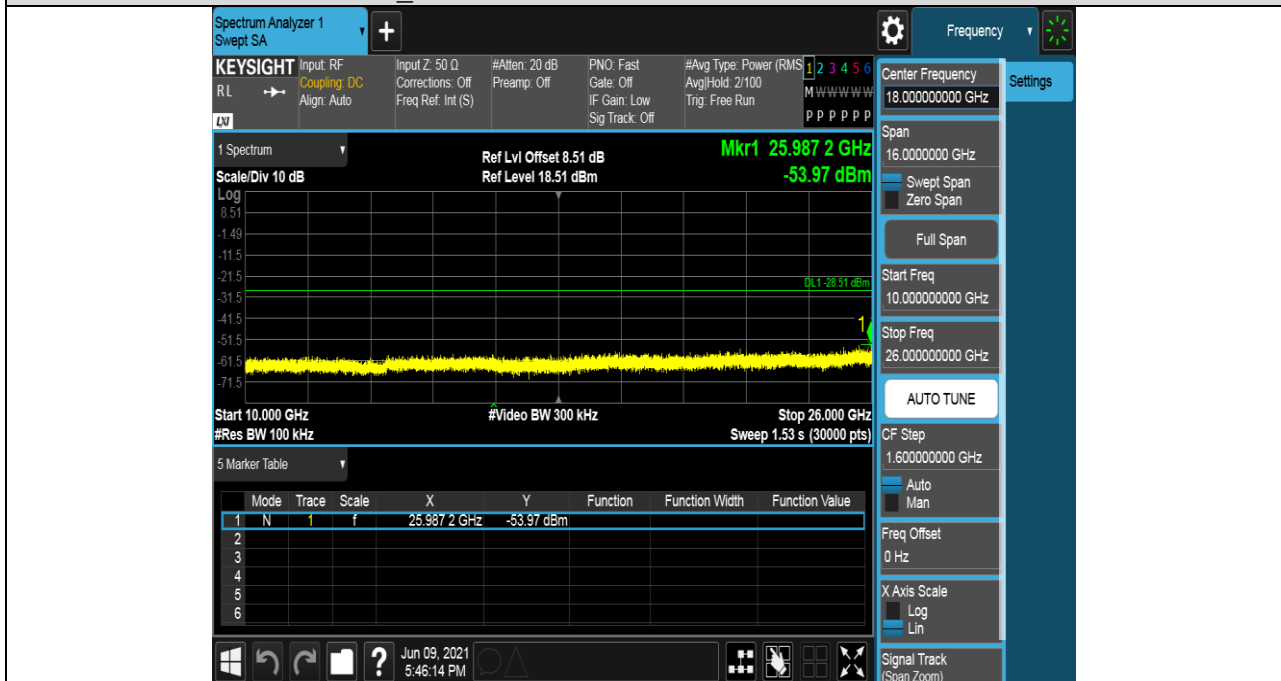 Spectrum Analyzer 1
Swept SA
Frequency
KEYSIGHT
RL
LXI
Input: RF
Coupling: DC
Align: Auto
Input Z: 50 Ω
Corrections: Off
Freq Ref: Int (S)
#Atten: 20 dB
Preamp: Off
PNO: Fast
Gate: Off
IF Gain: Low
Sig Track: Off
#Avg Type: Power (RMS
Avg|Hold: 2/100
Trig: Free Run
1 2 3 4 5 6
M W W W W W
P P P P P P
1 Spectrum
Scale/Div 10 dB
Ref Lvl Offset 8.51 dB
Ref Level 18.51 dBm
Mkr1 25.987 2 GHz
-53.97 dBm
Log
8.51
-1.49
-11.5
-21.5
-31.5
-41.5
-51.5
-61.5
-71.5
DL1 -28.51 dBm
1
Start 10.000 GHz
#Video BW 300 kHz
Stop 26.000 GHz
#Res BW 100 kHz
Sweep 1.53 s (30000 pts)
5 Marker Table
Mode Trace Scale X Y Function Function Width Function Value
1 N 1 f 25.987 2 GHz -53.97 dBm
2
3
4
5
6
?
Jun 09, 2021
5:46:14 PM
Center Frequency
18.000000000 GHz
Settings
Span
16.0000000 GHz
Swept Span
Zero Span
Full Span
Start Freq
10.000000000 GHz
Stop Freq
26.000000000 GHz
AUTO TUNE
CF Step
1.600000000 GHz
Auto
Man
Freq Offset
0 Hz
X Axis Scale
Log
Lin
Signal Track
(Span Zoom)